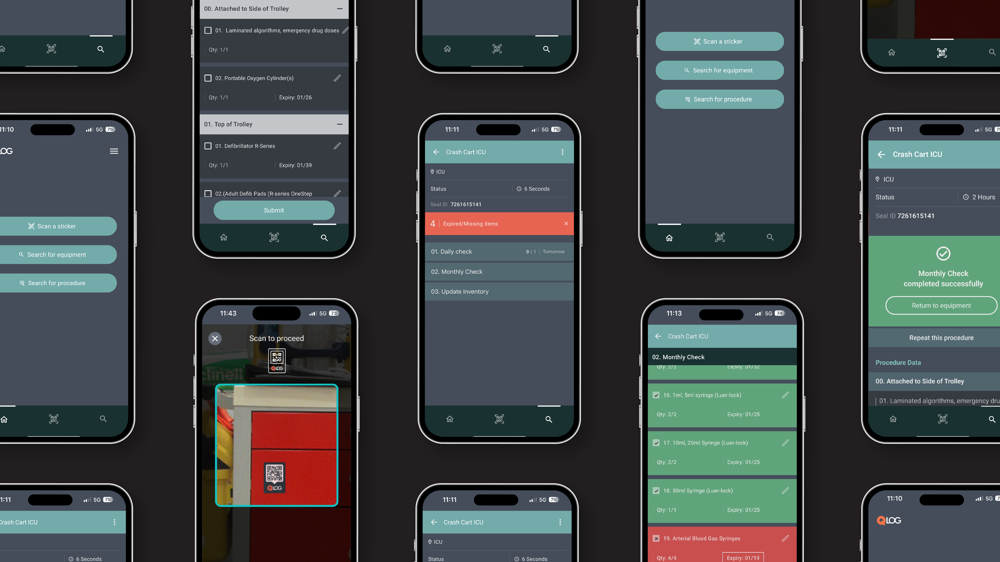 11:10
5G 75
LOG
Scan a sticker
Search for equipment
Search for procedure
1:11
5G 75
Crash Cart ICU
6 Seconds
00. Attached to Side of Trolley
01. Laminated algorithms, emergency drug doses
Qty: 1/1
02. Portable Oxygen Cylinder(s)
Qty: 1/1 Expiry: 01/26
01. Top of Trolley
01. Defibrillator R-Series
Qty: 1/1 Expiry: 01/39
02.(Adult Defib Pads (R-series OneStep
Submit
11:43
5G 73
Scan to proceed
QLOG
clinell
QLOG
11:11
5G 75
Crash Cart ICU
ICU
Status 6 Seconds
Seal ID 7261615141
4 Expired/Missing items
01. Daily check 0 / 1 Tomorrow
02. Monthly Check
03. Update Inventory
11:11
5G 75
Crash Cart ICU
ICU
Status 6 Seconds
Scan a sticker
Search for equipment
Search for procedure
11:13
5G 74
Crash Cart ICU
02. Monthly Check
Qty: 2/2 Expiry: 01/32
16. 1ml, 5ml syringe (Luer-lock)
Qty: 2/2 Expiry: 01/25
17. 10ml, 20ml Syringe (Luer-lock)
Qty: 2/2 Expiry: 01/25
18. 50ml Syringe (Luer-lock)
Qty: 1/1 Expiry: 01/25
19. Arterial Blood Gas Syringes
Qty: 4/4 Expiry: 01/19
11:11
5G 7
Crash Cart ICU
ICU
Status 2 Hours
Seal ID 7261615141
Monthly Check
completed successfully
Return to equipment
Repeat this procedure
Procedure Data
00. Attached to Side of Trolley
01. Laminated algorithms, emergency dru
11:10
5G 7
QLOG